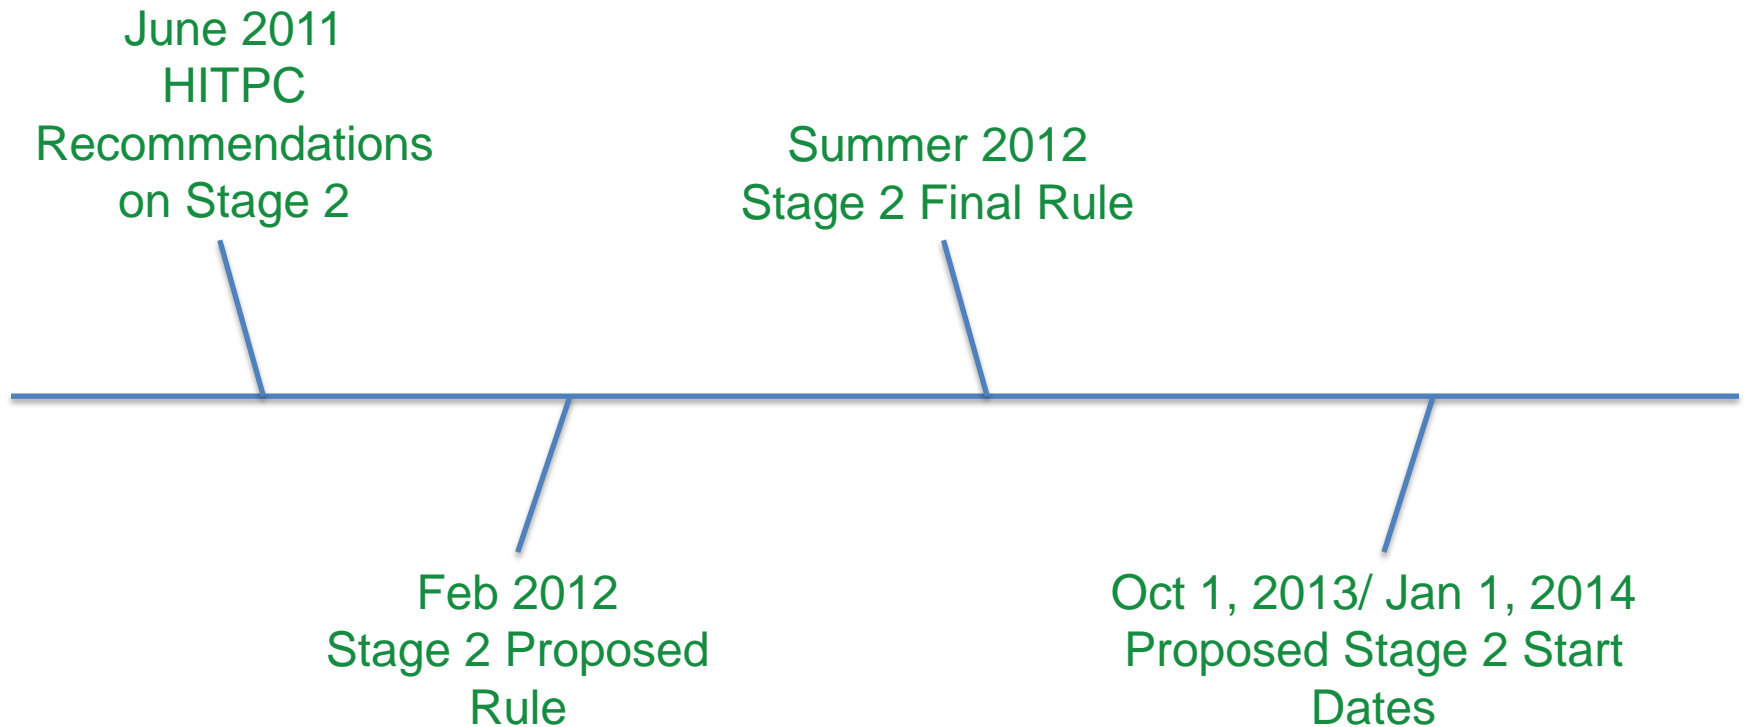 June 2011
HITPC
Recommendations
on Stage 2
Summer 2012
Stage 2 Final Rule
Feb 2012
Stage 2 Proposed
Rule
Oct 1, 2013/ Jan 1, 2014
Proposed Stage 2 Start
Dates